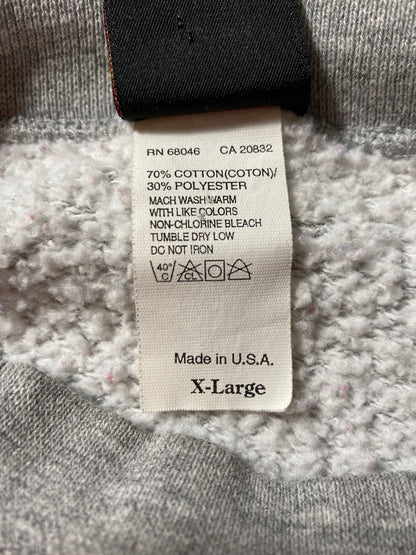 RN 68046 CA 20832
70% COTTON(COTON)/
30% POLYESTER
MACH WASH WARM
WITH LIKE COLORS
NON-CHLORINE BLEACH
TUMBLE DRY LOW
DO NOT IRON
40°
C CL
Made in U.S.A.
X-Large